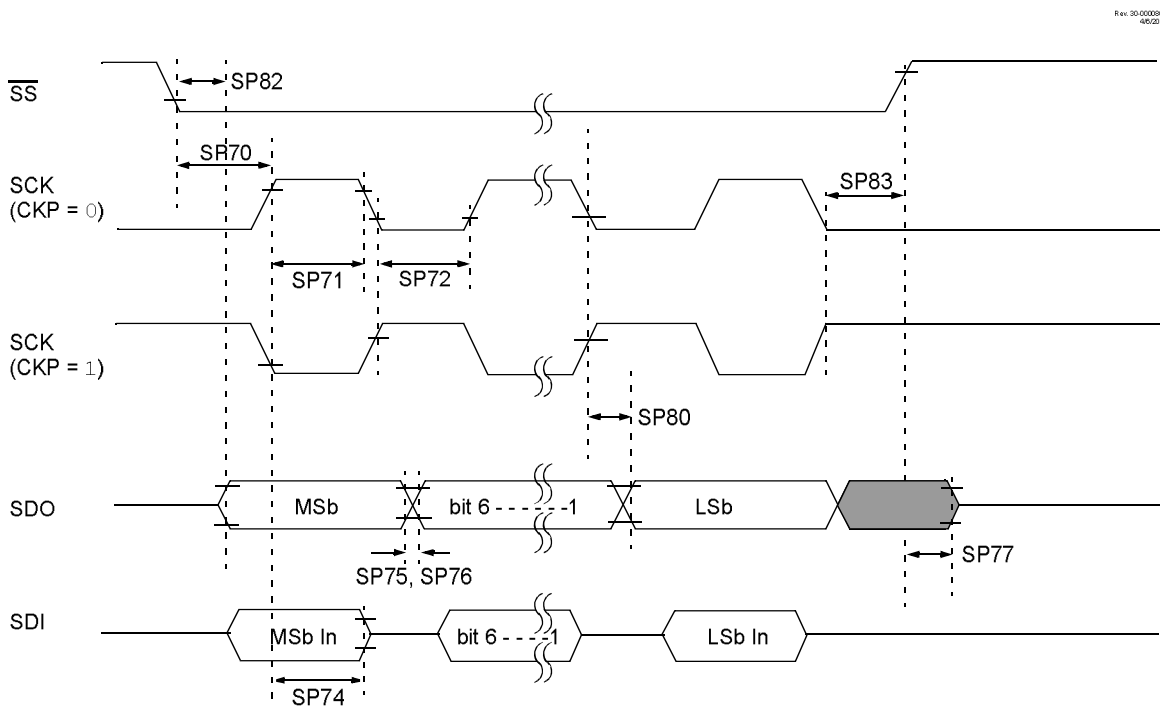 Rev. 30-00008
4/6/20
SS
SP82
SP70
SCK
(CKP = 0)
SP83
SP71
SP72
SCK
(CKP = 1)
SP80
SDO
MSb
bit 6 - - - - - -1
LSb
SP75, SP76
SP77
SDI
MSb In
bit 6 - - - -1
LSb In
SP74